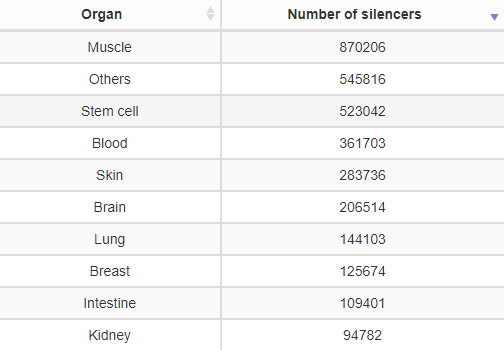 Organ Number of silencers
Muscle 870206
Others 545816
Stem cell 523042
Blood 361703
Skin 283736
Brain 206514
Lung 144103
Breast 125674
Intestine 109401
Kidney 94782